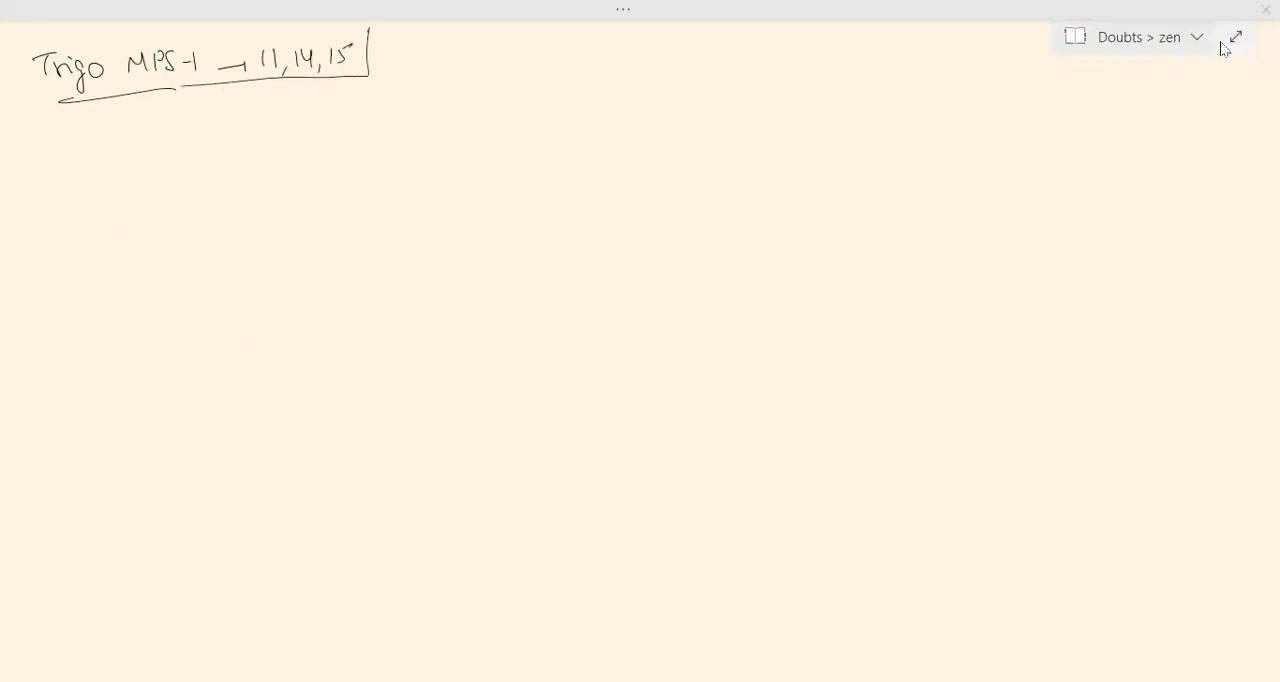 Doubts > zen
Trigo MPS-1 → 11, 14, 15